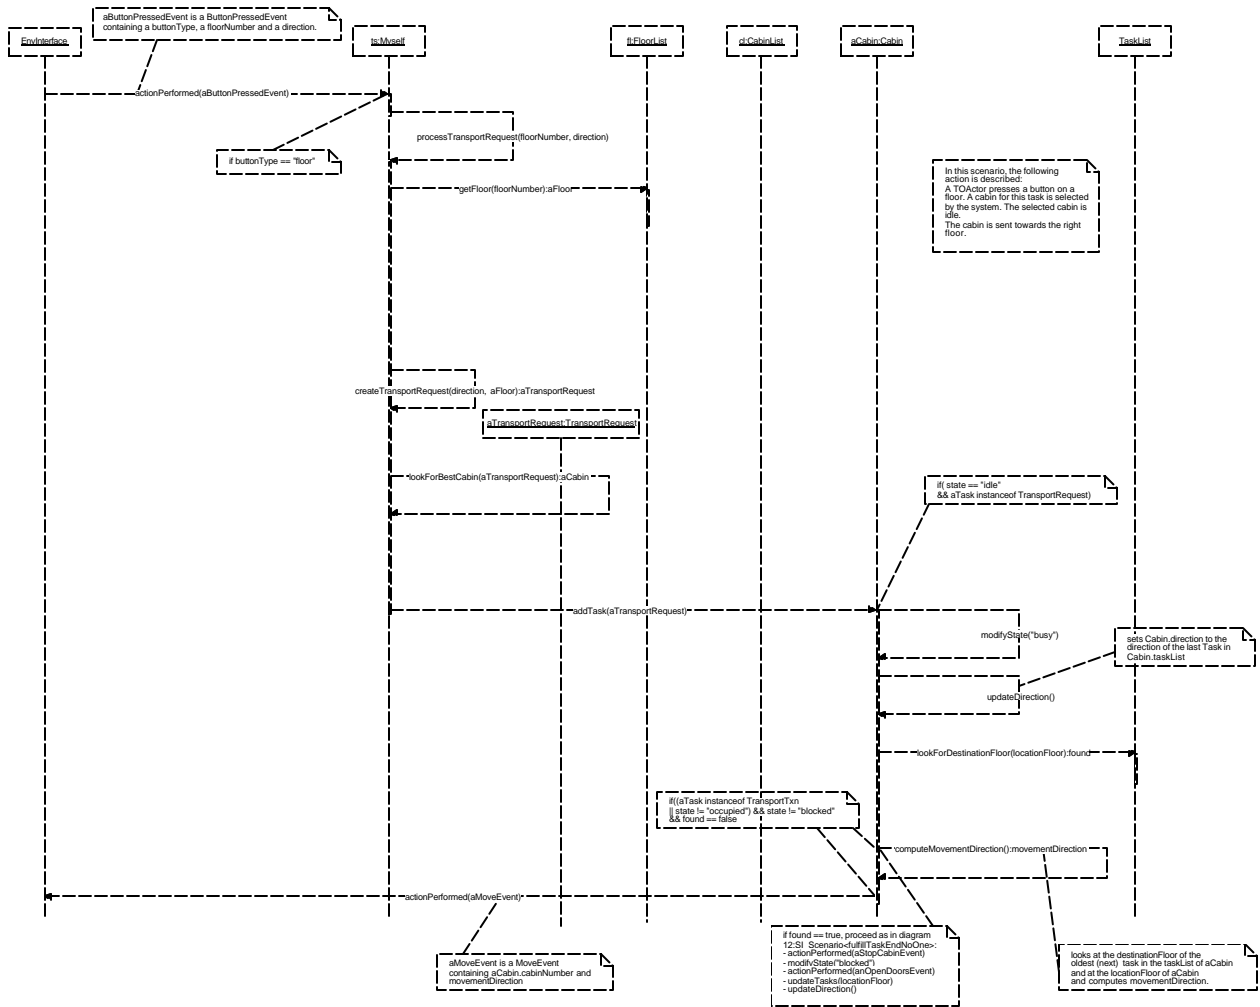 aButtonPressedEvent is a ButtonPressedEvent
containing a buttonType, a floorNumber and a direction.
EnvInterface
ts:Myself
fl:FloorList
cl:CabinList
aCabin:Cabin
TaskList
actionPerformed(aButtonPressedEvent)
processTransportRequest(floorNumber, direction)
if buttonType == "floor"
getFloor(floorNumber):aFloor
In this scenario, the following
action is described:
A TOActor presses a button on a
floor. A cabin for this task is selected
by the system. The selected cabin is
idle.
The cabin is sent towards the right
floor.
createTransportRequest(direction, aFloor):aTransportRequest
aTransportRequest:TransportRequest
lookForBestCabin(aTransportRequest):aCabin
if( state == "idle"
&& aTask instanceof TransportRequest)
addTask(aTransportRequest)
modifyState("busy")
sets Cabin.direction to the
direction of the last Task in
Cabin.taskList
updateDirection()
lookForDestinationFloor(locationFloor):found
if((aTask instanceof TransportTxn
|| state != "occupied") && state != "blocked"
&& found == false
computeMovementDirection():movementDirection
actionPerformed(aMoveEvent)
if found == true, proceed as in diagram
12:SI_Scenario<fulfillTaskEndNoOne>:
- actionPerformed(aStopCabinEvent)
- modifyState("blocked")
- actionPerformed(anOpenDoorsEvent)
- updateTasks(locationFloor)
- updateDirection()
aMoveEvent is a MoveEvent
containing aCabin.cabinNumber and
movementDirection
looks at the destinationFloor of the
oldest (next) task in the taskList of aCabin
and at the locationFloor of aCabin
and computes movementDirection.